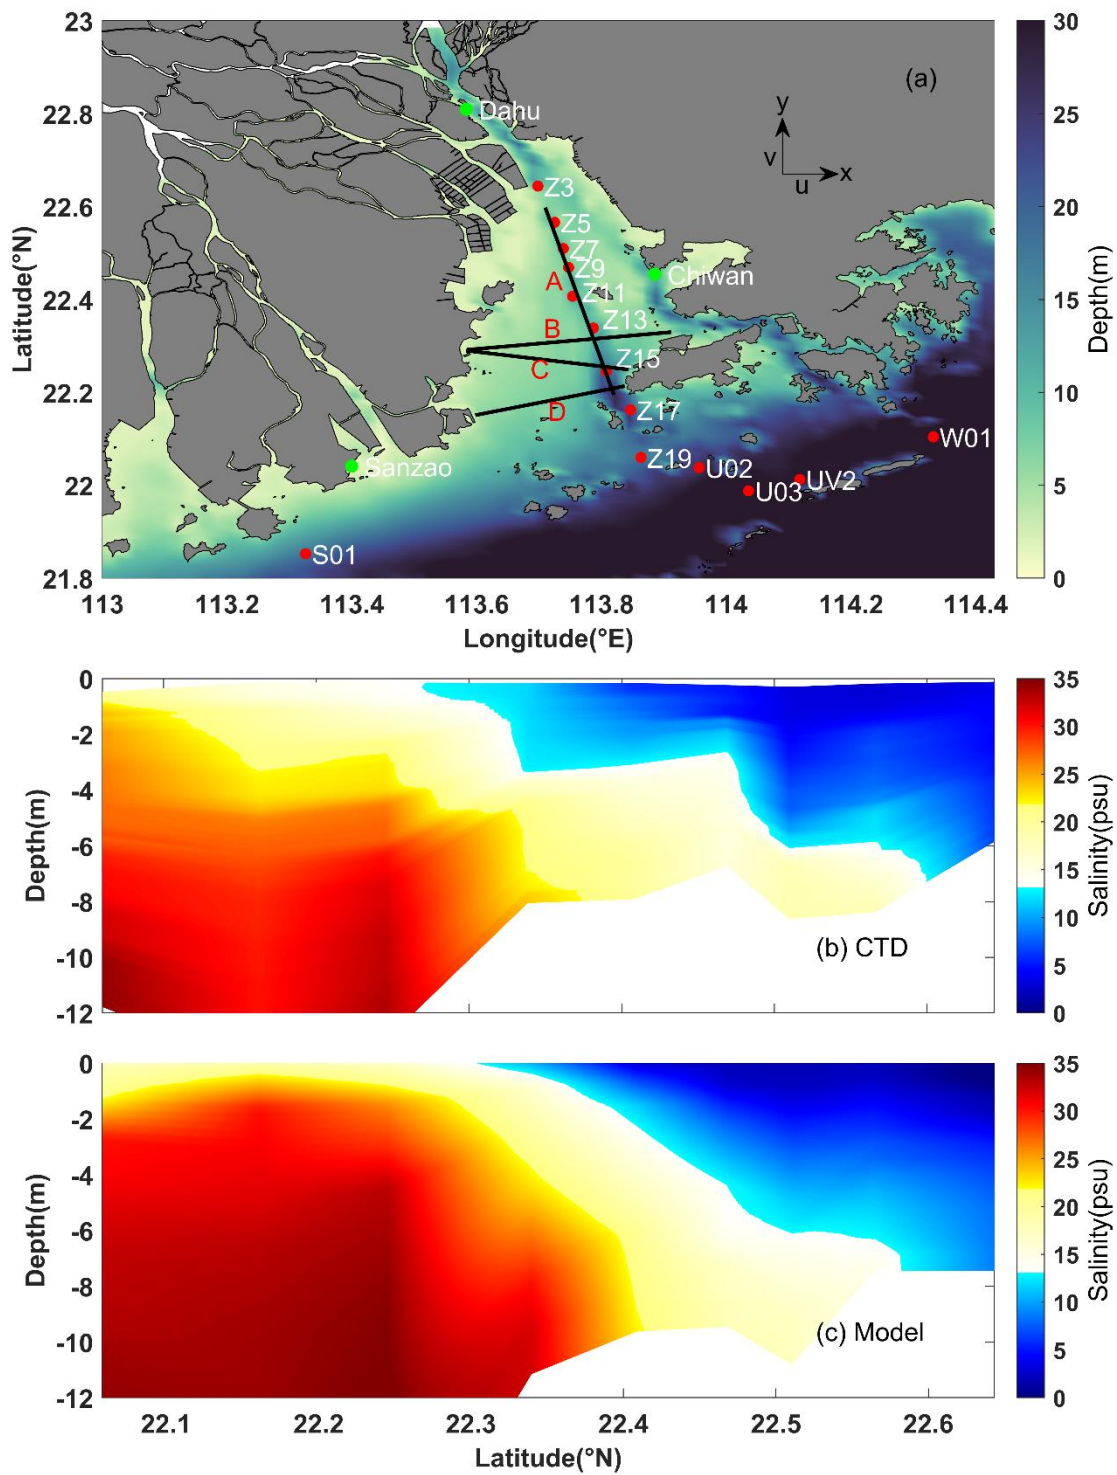 23
22.8
22.6
22.4
22.2
22
21.8
Latitude(°N)
113
113.2
113.4
113.6
113.8
114
114.2
114.4
Longitude(°E)
(a)
y
v
x
u
Dahu
Z3
Z5
Z7
Z9
A
Z11
Chiwan
B
Z13
C
Z15
D
Z17
Sanzao
Z19
U02
W01
UV2
U03
S01
30
25
20
15
10
5
0
Depth(m)
0
-2
-4
-6
-8
-10
-12
Depth(m)
(b) CTD
35
30
25
20
15
10
5
0
Salinity(psu)
0
-2
-4
-6
-8
-10
-12
Depth(m)
(c) Model
22.1
22.2
22.3
22.4
22.5
22.6
Latitude(°N)
35
30
25
20
15
10
5
0
Salinity(psu)